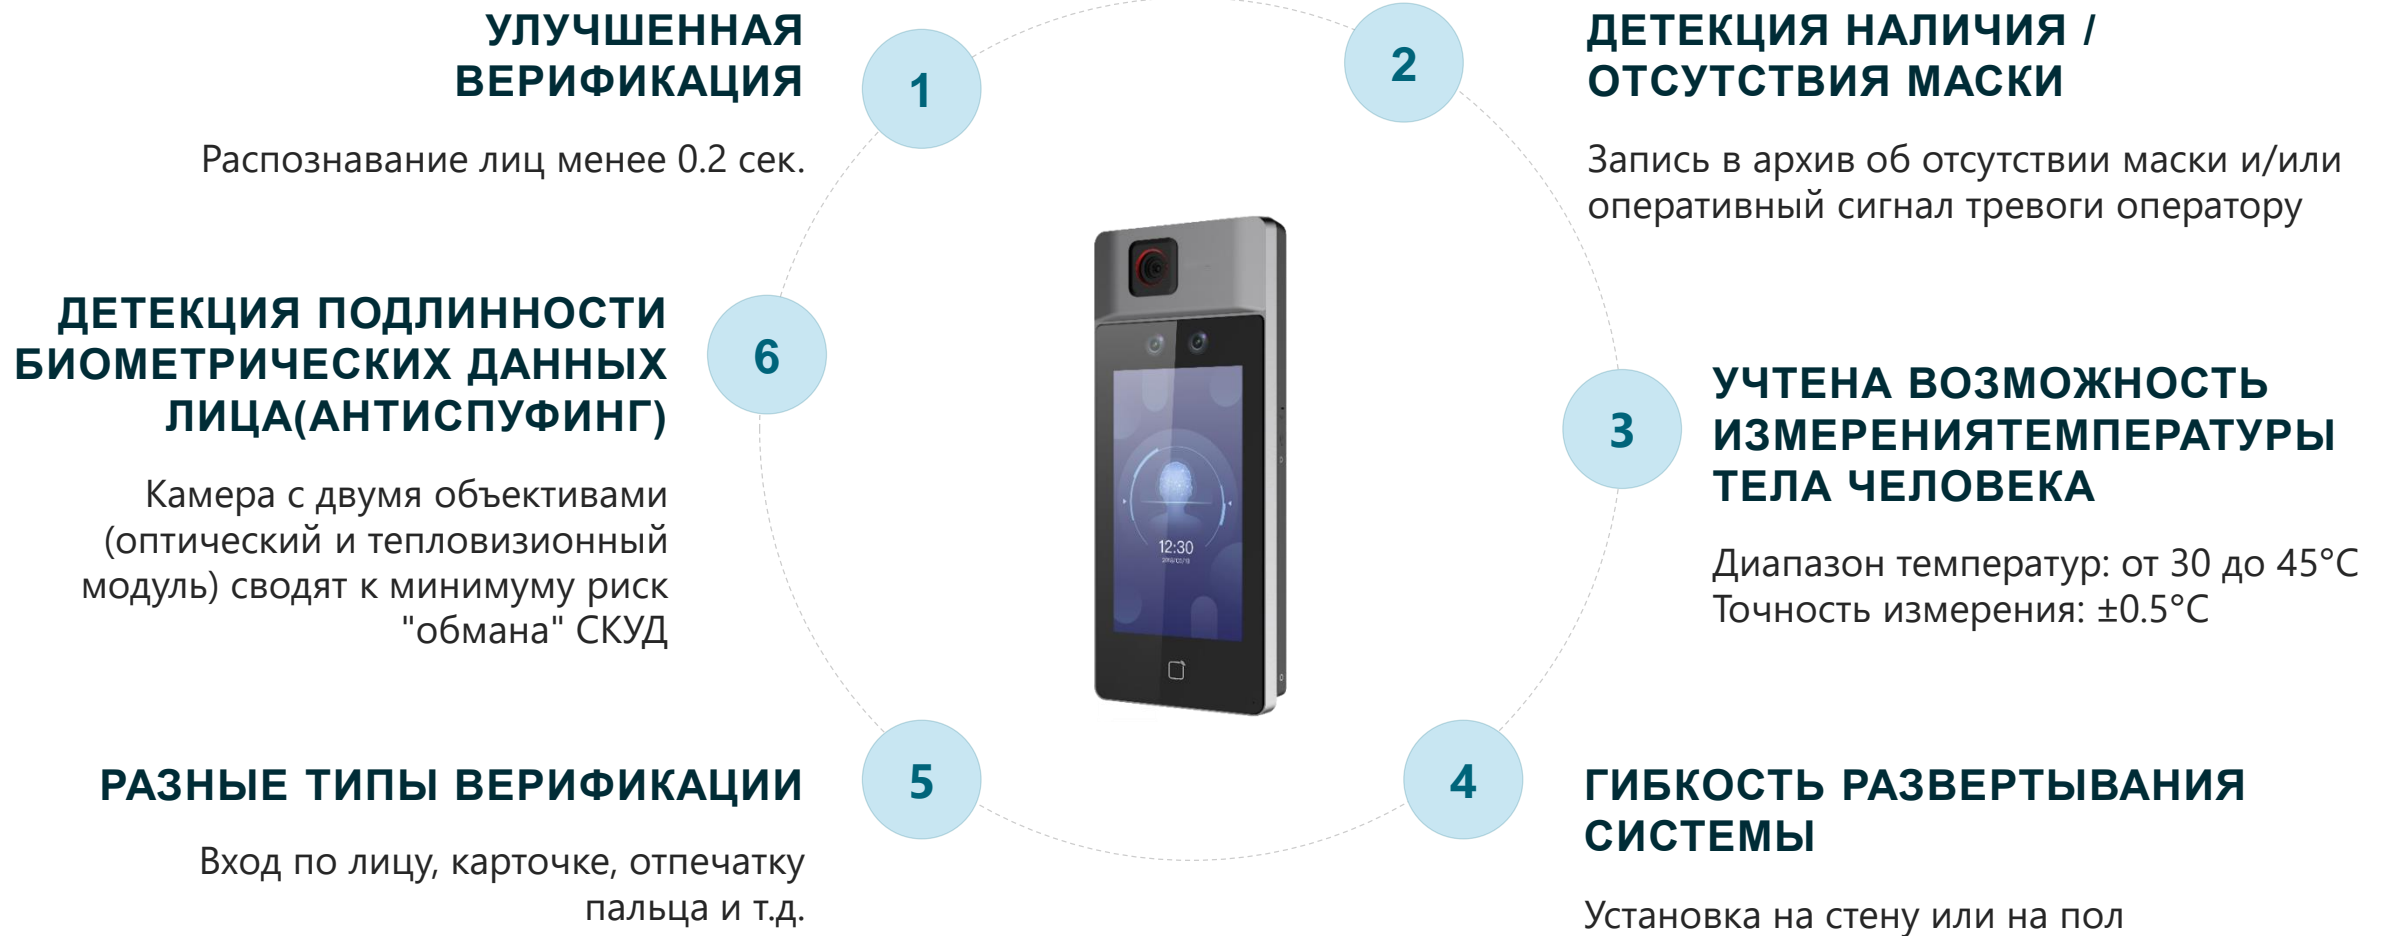 УЛУЧШЕННАЯ
ВЕРИФИКАЦИЯ
Распознавание лиц менее 0.2 сек.
1
2
ДЕТЕКЦИЯ НАЛИЧИЯ /
ОТСУТСТВИЯ МАСКИ
Запись в архив об отсутствии маски и/или
оперативный сигнал тревоги оператору
3
УЧТЕНА ВОЗМОЖНОСТЬ
ИЗМЕРЕНИЯТЕМПЕРАТУРЫ
ТЕЛА ЧЕЛОВЕКА
Диапазон температур: от 30 до 45°C
Точность измерения: ±0.5°C
4
ГИБКОСТЬ РАЗВЕРТЫВАНИЯ
СИСТЕМЫ
Установка на стену или на пол
5
РАЗНЫЕ ТИПЫ ВЕРИФИКАЦИИ
Вход по лицу, карточке, отпечатку
пальца и т.д.
6
ДЕТЕКЦИЯ ПОДЛИННОСТИ
БИОМЕТРИЧЕСКИХ ДАННЫХ
ЛИЦА(АНТИСПУФИНГ)
Камера с двумя объективами
(оптический и тепловизионный
модуль) сводят к минимуму риск
"обмана" СКУД
12:30